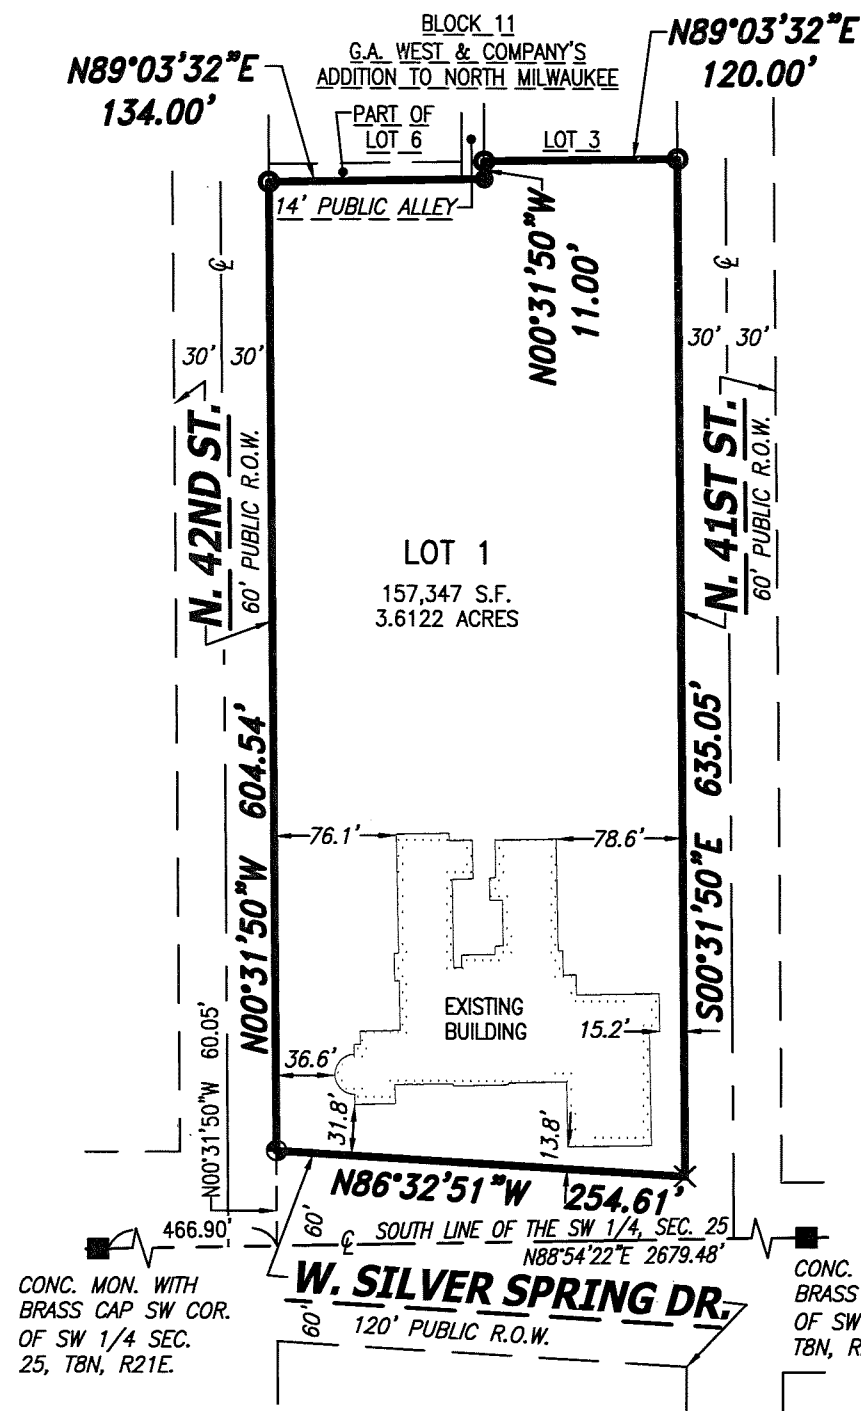 BLOCK 11
G.A. WEST & COMPANY'S
ADDITION TO NORTH MILWAUKEE
N89°03'32"E
134.00'
N89°03'32"E
120.00'
PART OF
LOT 6
LOT 3
14' PUBLIC ALLEY
N00°31'50"W
11.00'
℄
℄
30'
30'
30'
30'
N. 42ND ST.
60' PUBLIC R.O.W.
N. 41ST ST.
60' PUBLIC R.O.W.
LOT 1
157,347 S.F.
3.6122 ACRES
N00°31'50"W 604.54'
S00°31'50"E 635.05'
76.1'
78.6'
EXISTING
BUILDING
15.2'
36.6'
31.8'
13.8'
N00°31'50"W 60.05'
N86°32'51"W 254.61'
466.90'
60'
℄ SOUTH LINE OF THE SW 1/4, SEC. 25
N88°54'22"E 2679.48'
CONC. MON. WITH
BRASS CAP SW COR.
OF SW 1/4 SEC.
25, T8N, R21E.
W. SILVER SPRING DR.
60'
120' PUBLIC R.O.W.
CONC.
BRASS
OF SW
T8N, R